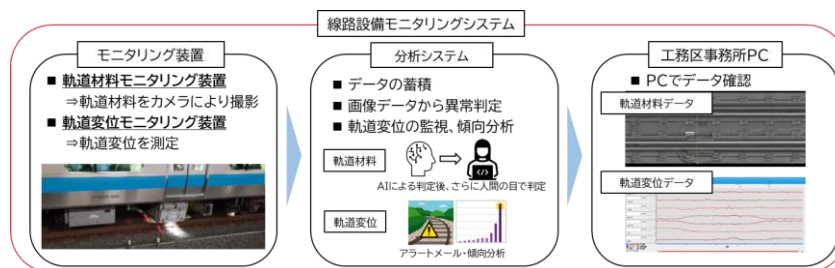 線路設備モニタリングシステム
モニタリング装置
■ 軌道材料モニタリング装置
⇒軌道材料をカメラにより撮影
■ 軌道変位モニタリング装置
⇒軌道変位を測定
分析システム
■ データの蓄積
■ 画像データから異常判定
■ 軌道変位の監視、傾向分析
軌道材料
AIによる判定後、さらに人間の目で判定
軌道変位
アラートメール・傾向分析
工務区事務所PC
■ PCでデータ確認
軌道材料データ
軌道変位データ